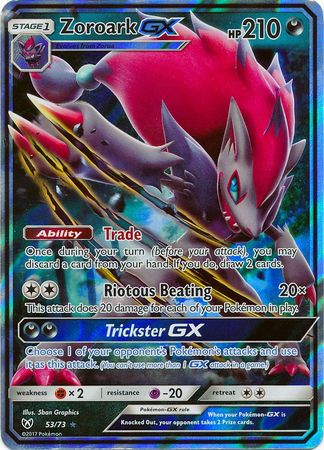 STAGE 1 Zoroark GX HP 210
Evolves from Zorua
Ability Trade
Once during your turn (before your attack), you may
discard a card from your hand. If you do, draw 2 cards.
Riotous Beating 20×
This attack does 20 damage for each of your Pokémon in play.
Trickster GX
Choose 1 of your opponent's Pokémon's attacks and use
it as this attack. (You can't use more than 1 GX attack in a game.)
weakness × 2 resistance -20 retreat
Illus. 5ban Graphics Pokémon-GX rule When your Pokémon-GX is
53/73 Knocked Out, your opponent takes 2 Prize cards.
©2017 Pokémon